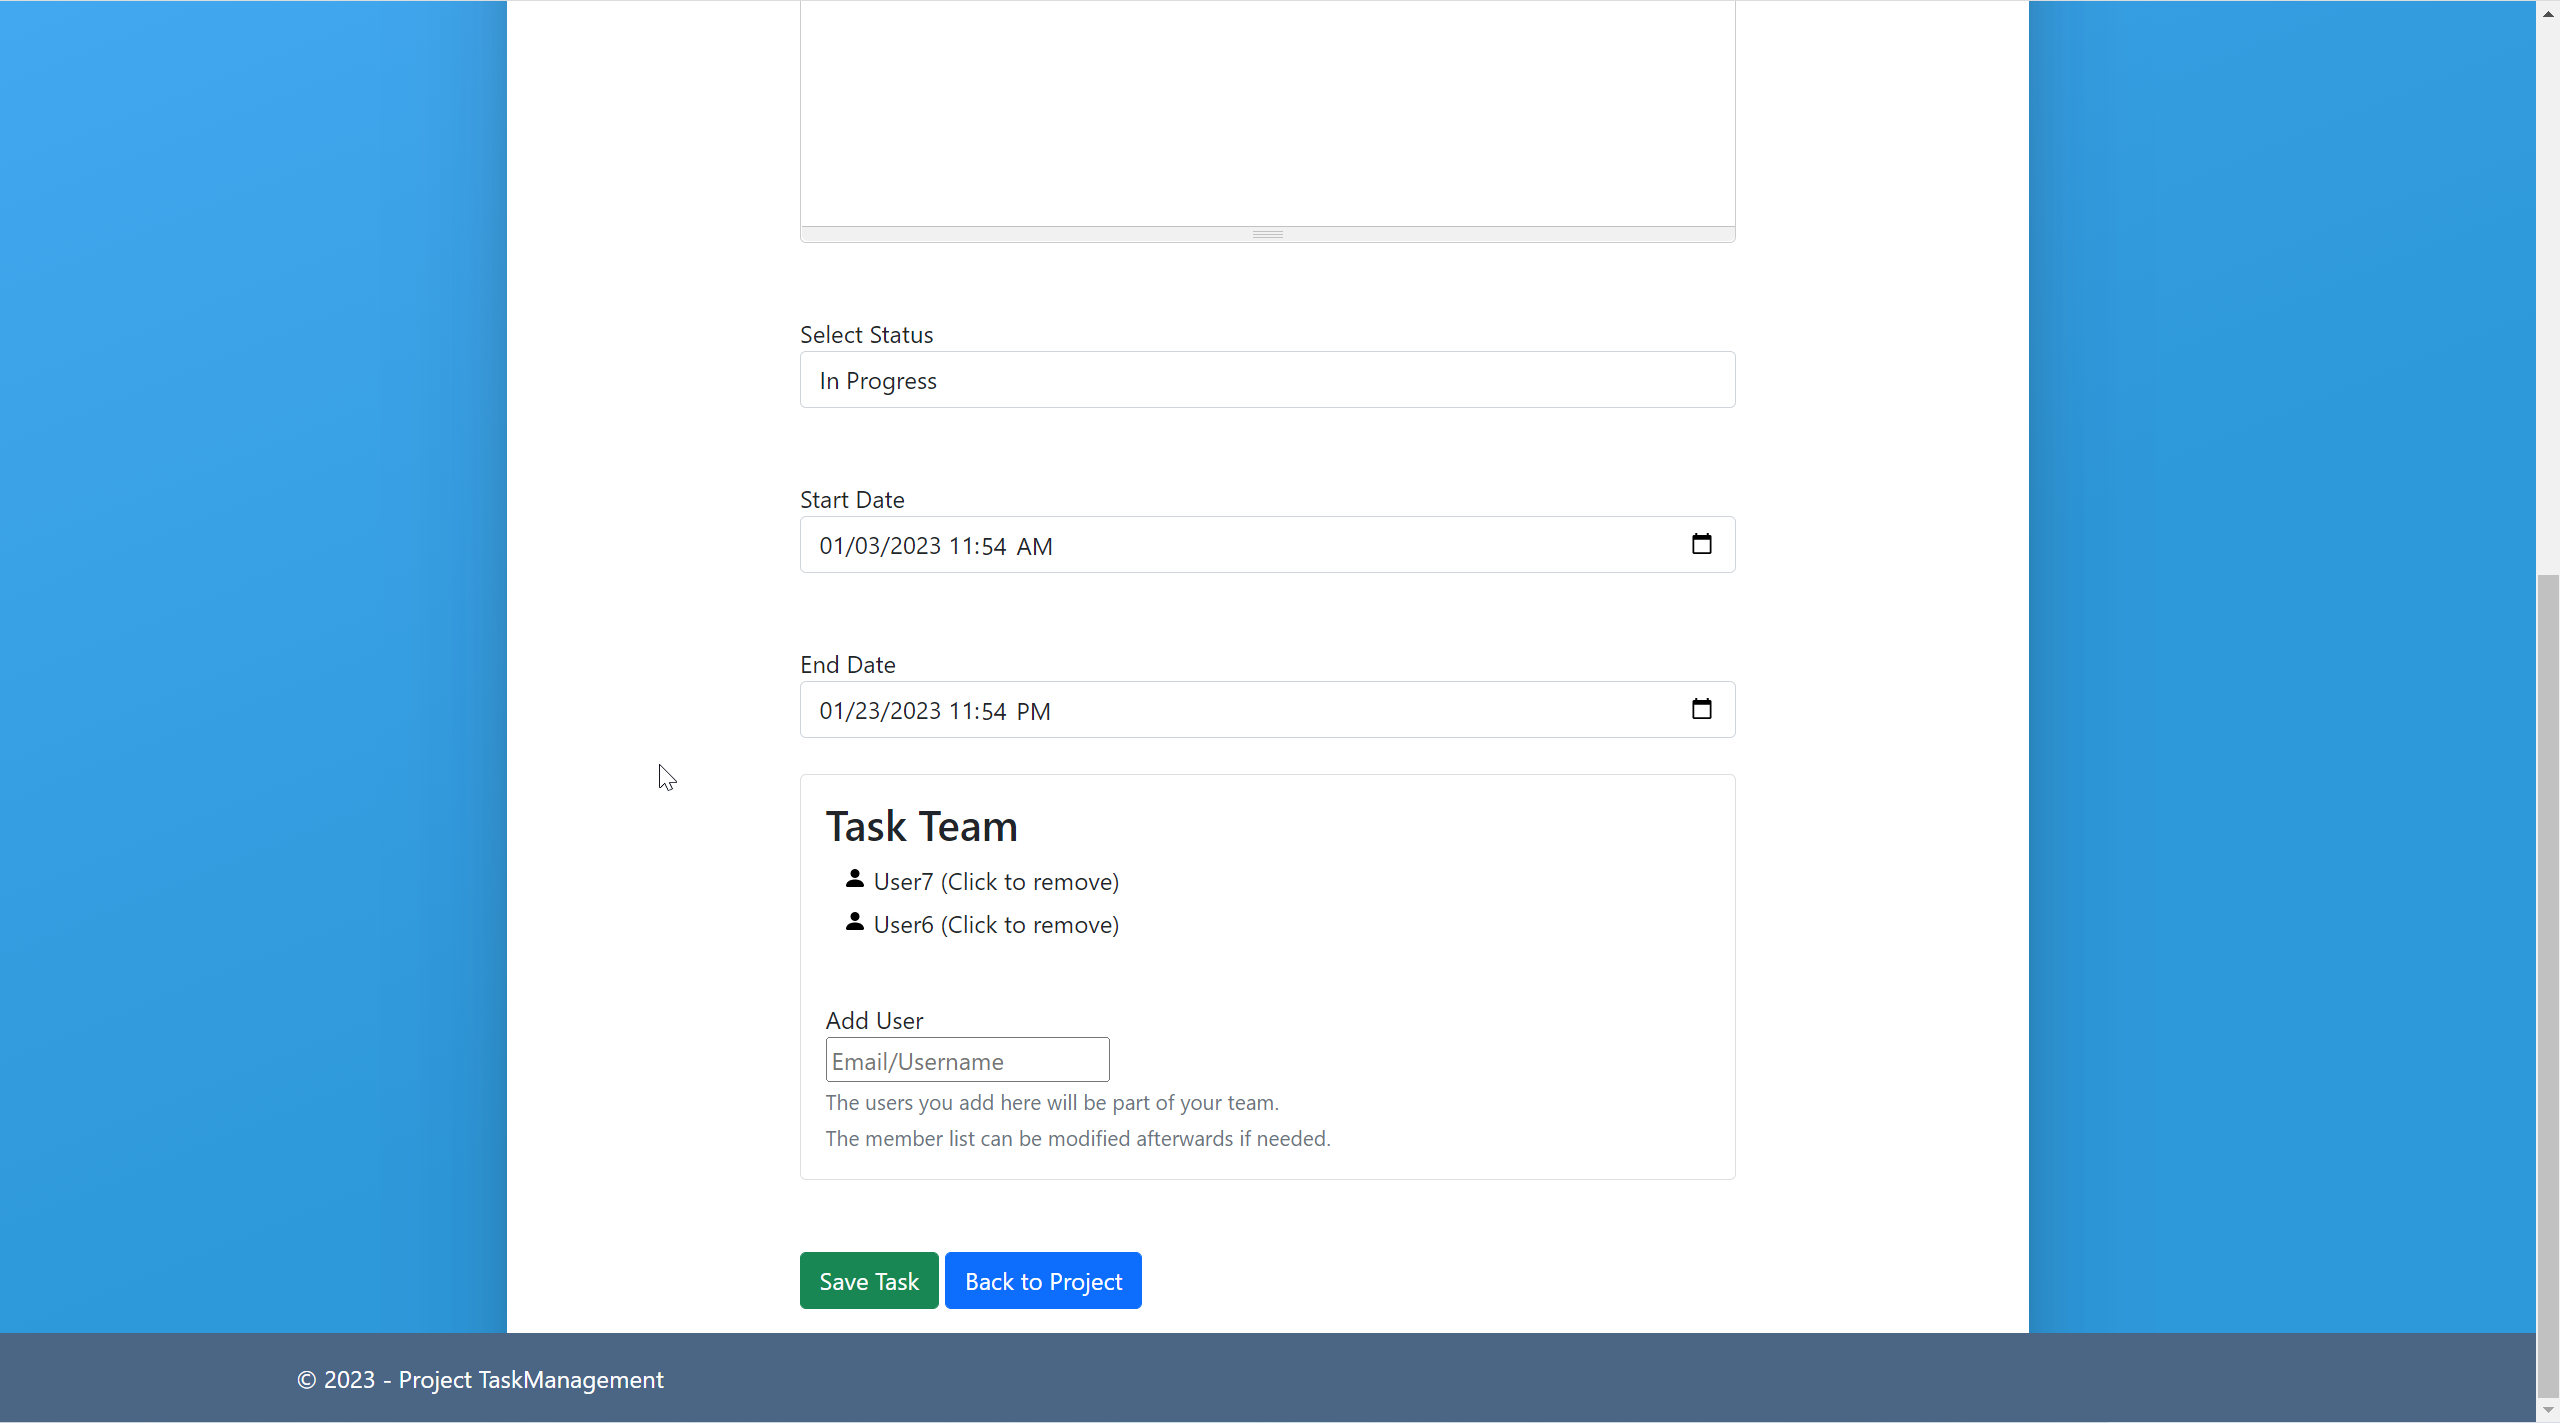 Select Status
In Progress
Start Date
01/03/2023 11:54 AM
End Date
01/23/2023 11:54 PM
Task Team
User7 (Click to remove)
User6 (Click to remove)
Add User
Email/Username
The users you add here will be part of your team.
The member list can be modified afterwards if needed.
Save Task Back to Project
© 2023 - Project TaskManagement